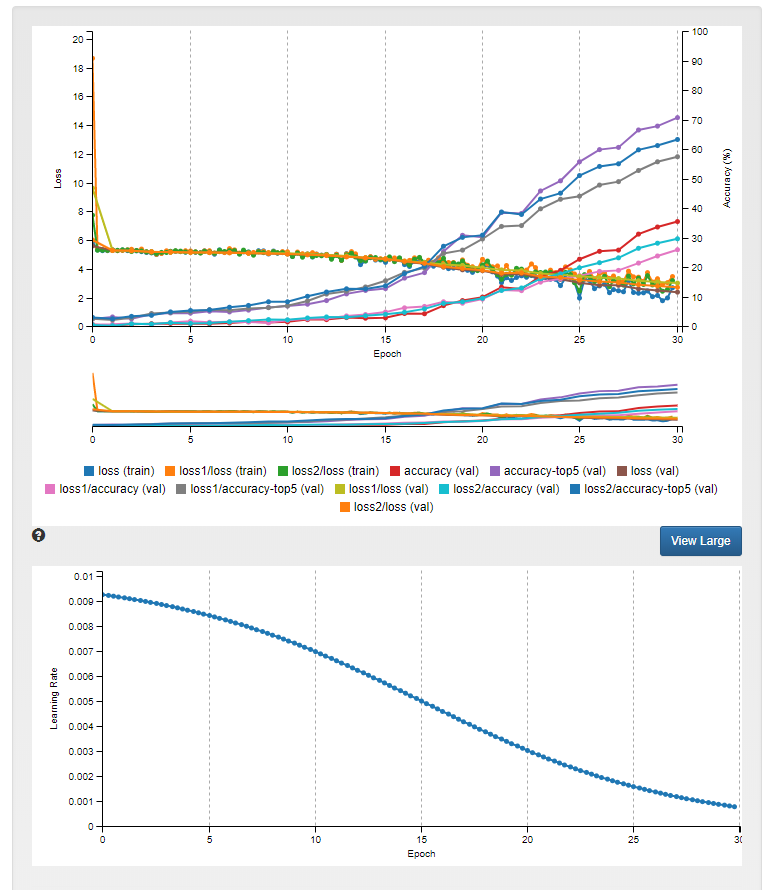 20
18
16
14
12
10
8
6
4
2
0
Loss
100
90
80
70
60
50
40
30
20
10
0
Accuracy (%)
0 5 10 15 20 25 30
Epoch
0 5 10 15 20 25 30
loss (train) loss1/loss (train) loss2/loss (train) accuracy (val) accuracy-top5 (val) loss (val)
loss1/accuracy (val) loss1/accuracy-top5 (val) loss1/loss (val) loss2/accuracy (val) loss2/accuracy-top5 (val)
loss2/loss (val)
?
View Large
0.01
0.009
0.008
0.007
0.006
0.005
0.004
0.003
0.002
0.001
0
Learning Rate
0 5 10 15 20 25 30
Epoch